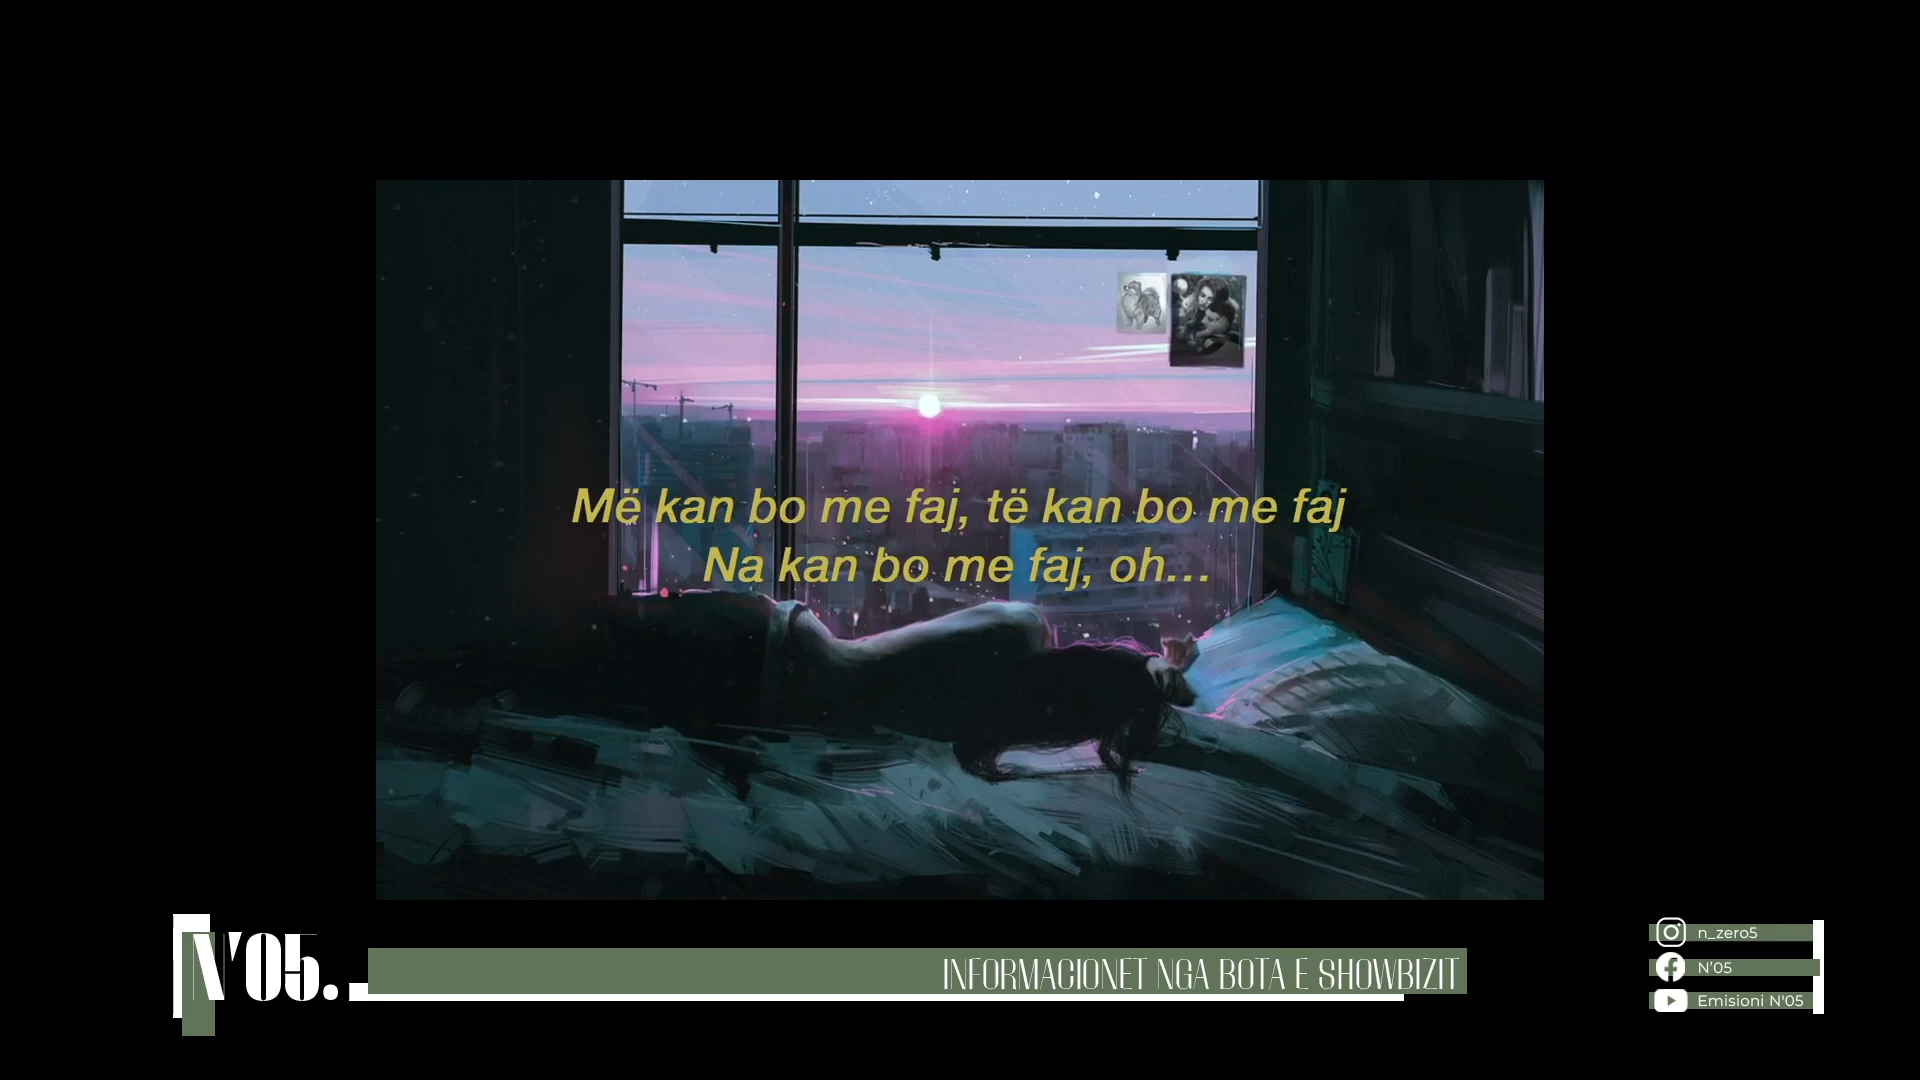 Më kan bo me faj, të kan bo me faj
Na kan bo me faj, oh...
N'05.
INFORMACIONET NGA BOTA E SHOWBIZIT
n_zero5
N'05
Emisioni N'05